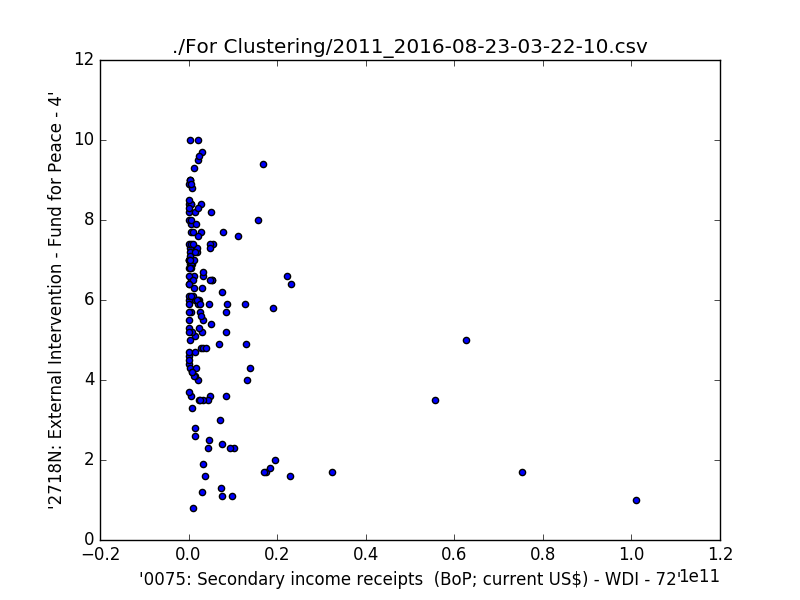 ./For Clustering/2011_2016-08-23-03-22-10.csv
12
10
8
6
4
2
0
'2718N: External Intervention - Fund for Peace - 4'
−0.2 0.0 0.2 0.4 0.6 0.8 1.0 1.2
'0075: Secondary income receipts (BoP; current US$) - WDI - 72'
1e11